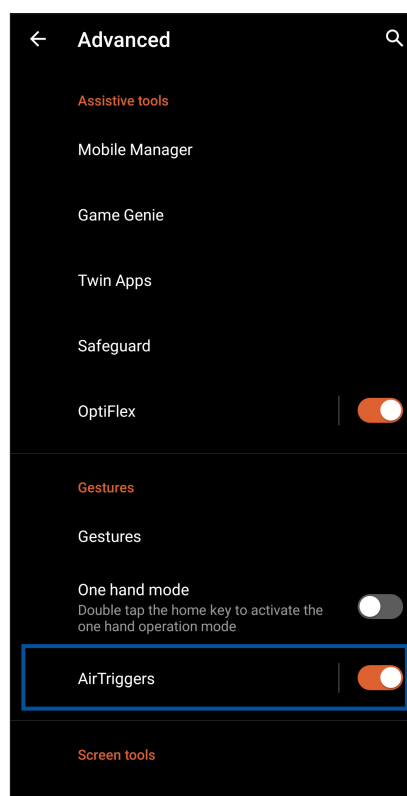 Advanced
Assistive tools
Mobile Manager
Game Genie
Twin Apps
Safeguard
OptiFlex
Gestures
Gestures
One hand mode
Double tap the home key to activate the
one hand operation mode
AirTriggers
Screen tools